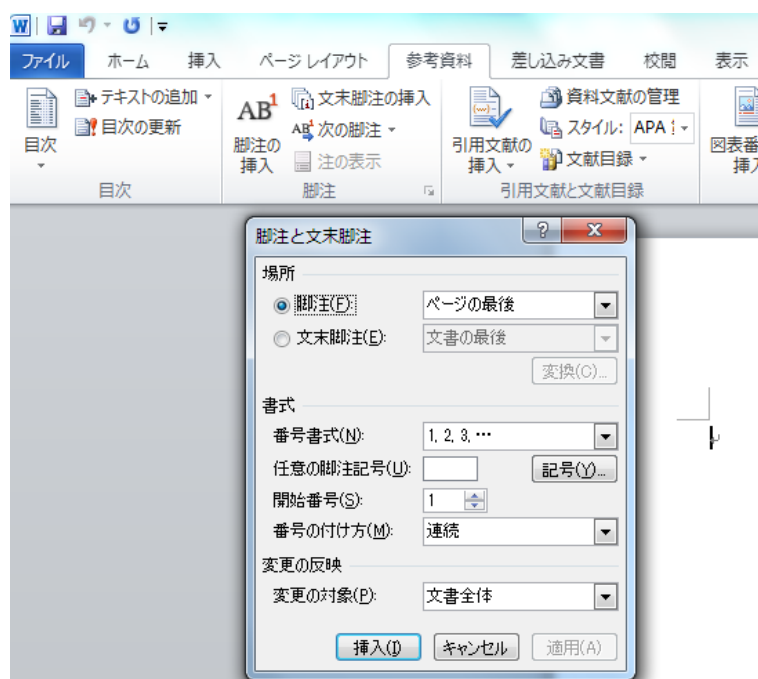 W
ファイル ホーム 挿入 ページ レイアウト 参考資料 差し込み文書 校閲 表示
目次
テキストの追加
目次の更新
目次
AB1
脚注の
挿入
文末脚注の挿入
AB1 次の脚注
注の表示
脚注
引用文献の
挿入
資料文献の管理
スタイル: APA
文献目録
引用文献と文献目録
図表番
脚注と文末脚注
?
場所
脚注(F): ページの最後
文末脚注(E): 文書の最後
変換(C)...
書式
番号書式(N): 1, 2, 3, …
任意の脚注記号(U): 記号(Y)...
開始番号(S): 1
番号の付け方(M): 連続
変更の反映
変更の対象(P): 文書全体
挿入(I) キャンセル 適用(A)